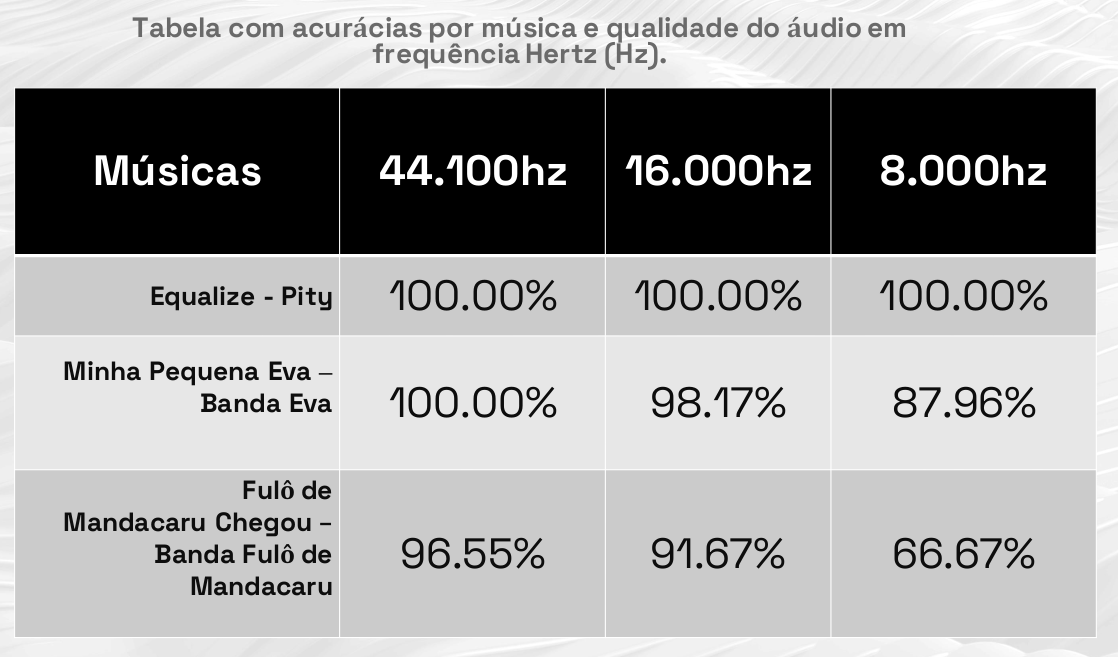 Tabela com acurácias por música e qualidade do áudio em
frequência Hertz (Hz).
Músicas 44.100hz 16.000hz 8.000hz
Equalize - Pity 100.00% 100.00% 100.00%
Minha Pequena Eva –
Banda Eva 100.00% 98.17% 87.96%
Fulô de
Mandacaru Chegou –
Banda Fulô de
Mandacaru 96.55% 91.67% 66.67%